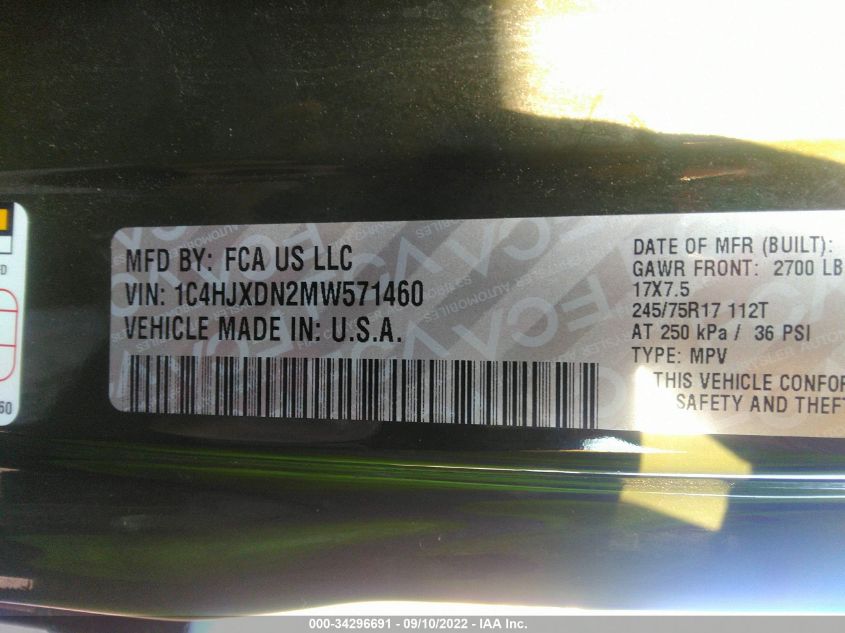 MFD BY: FCA US LLC
VIN: 1C4HJXDN2MW571460
VEHICLE MADE IN: U.S.A.
DATE OF MFR (BUILT):
GAWR FRONT: 2700 LB
17X7.5
245/75R17 112T
AT 250 kPa / 36 PSI
TYPE: MPV
THIS VEHICLE CONFOR
SAFETY AND THEFT
D
60
000-34296691 - 09/10/2022 - IAA Inc.